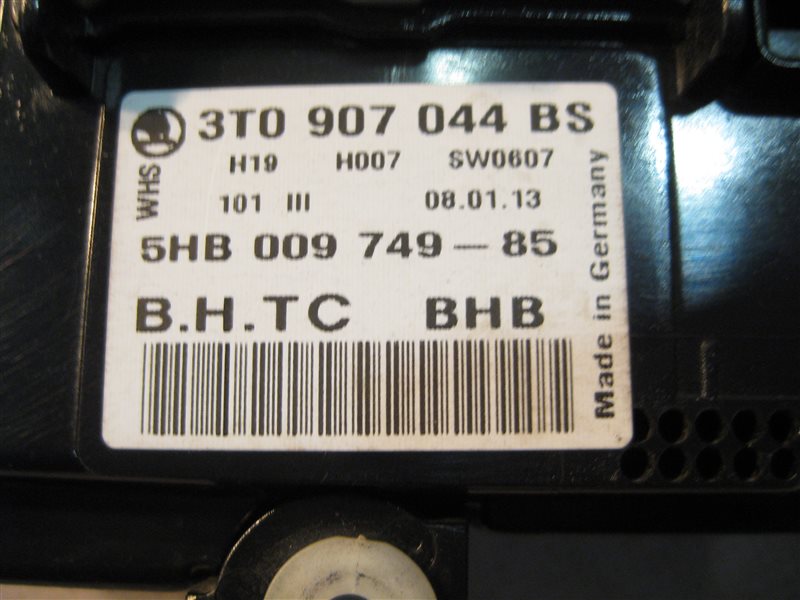 3T0 907 044 BS
WHS
H19 H007 SW0607
101 III 08.01.13
5HB 009 749-85
B.H.TC BHB
Made in Germany